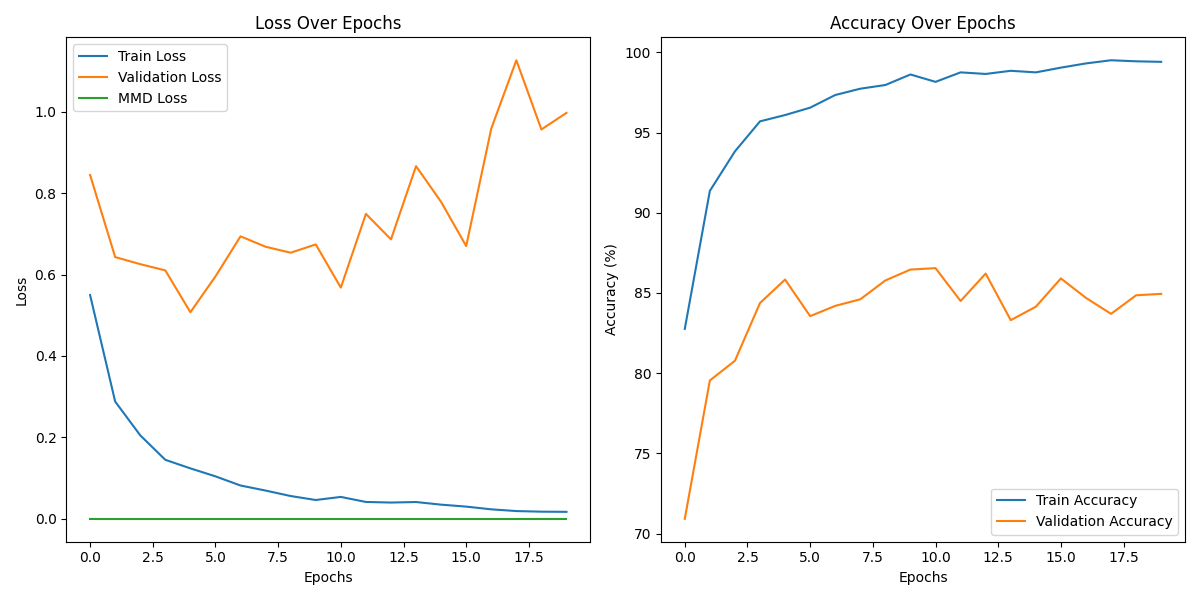 Loss Over Epochs
Train Loss
Validation Loss
MMD Loss
1.0
0.8
0.6
0.4
0.2
0.0
Loss
0.0 2.5 5.0 7.5 10.0 12.5 15.0 17.5
Epochs
Accuracy Over Epochs
100
95
90
85
80
75
70
Accuracy (%)
Train Accuracy
Validation Accuracy
0.0 2.5 5.0 7.5 10.0 12.5 15.0 17.5
Epochs